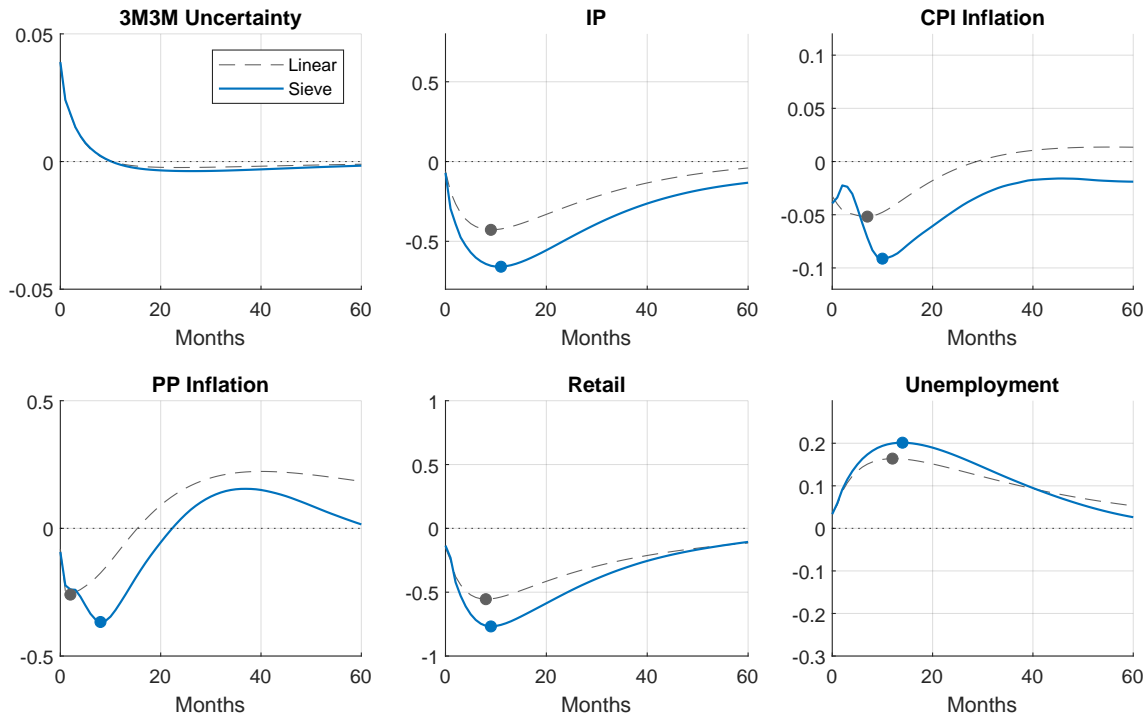 3M3M Uncertainty
0.05
0
-0.05
0 20 40 60
Months
Linear
Sieve
IP
0.5
0
-0.5
0 20 40 60
Months
CPI Inflation
0.1
0.05
0
-0.05
-0.1
0 20 40 60
Months
PP Inflation
0.5
0
-0.5
0 20 40 60
Months
Retail
1
0.5
0
-0.5
-1
0 20 40 60
Months
Unemployment
0.2
0.1
0
-0.1
-0.2
-0.3
0 20 40 60
Months